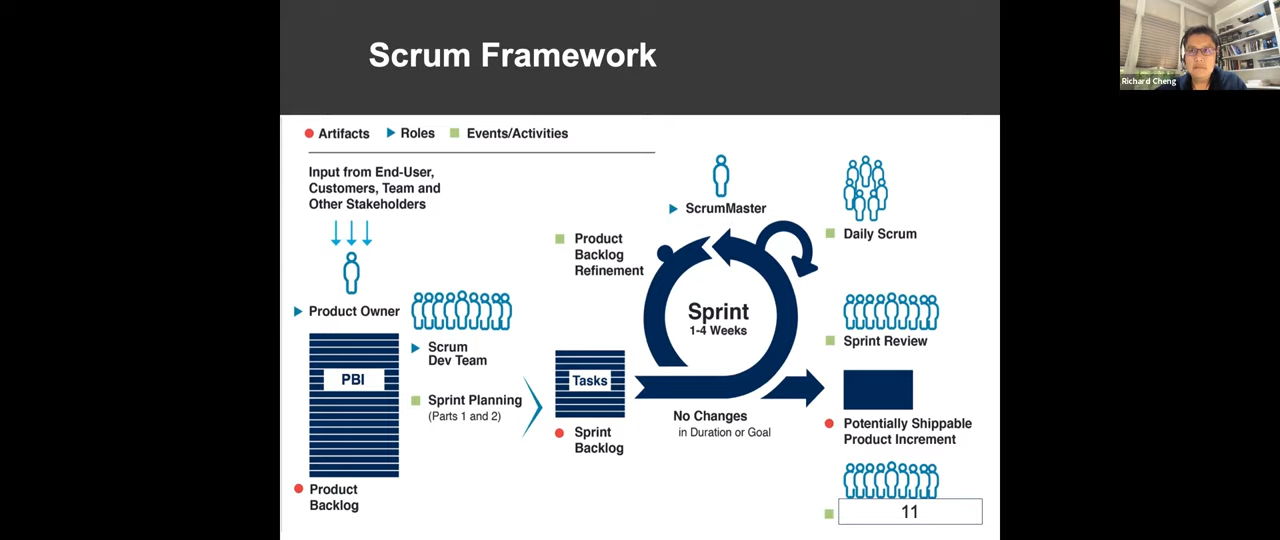 Scrum Framework
Richard Cheng
Artifacts Roles Events/Activities
Input from End-User,
Customers, Team and
Other Stakeholders
ScrumMaster
Daily Scrum
Product
Backlog
Refinement
Product Owner
Sprint
1-4 Weeks
Scrum
Dev Team
Sprint Review
PBI
Tasks
Sprint Planning
(Parts 1 and 2)
No Changes
in Duration or Goal
Potentially Shippable
Product Increment
Sprint
Backlog
Product
Backlog
11